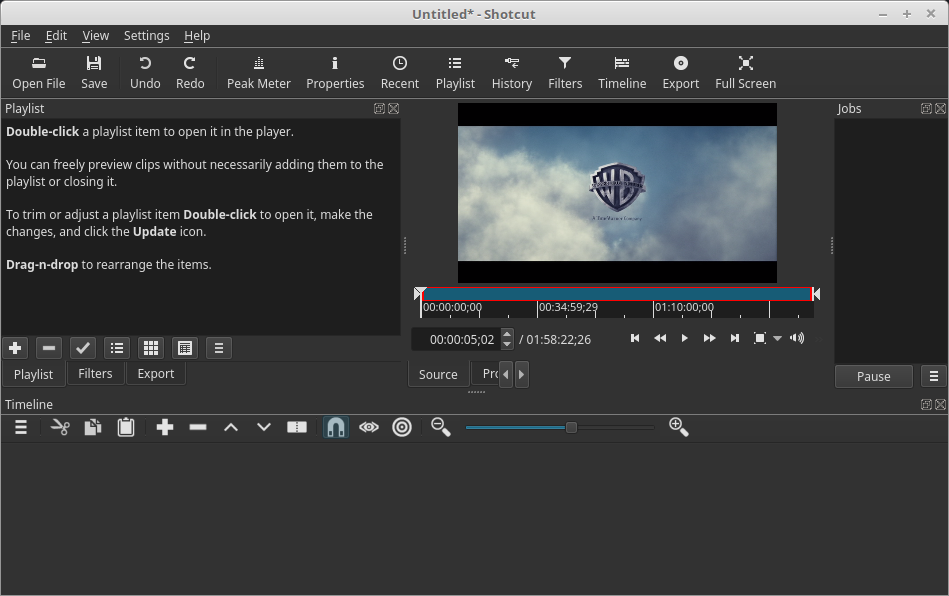 Untitled* - Shotcut
File Edit View Settings Help
Open File Save Undo Redo Peak Meter Properties Recent Playlist History Filters Timeline Export Full Screen
Playlist
Double-click a playlist item to open it in the player.
You can freely preview clips without necessarily adding them to the
playlist or closing it.
To trim or adjust a playlist item Double-click to open it, make the
changes, and click the Update icon.
Drag-n-drop to rearrange the items.
Playlist Filters Export
WB
A Time Warner Company
00:00:00;00 00:34:59;29 01:10:00;00
00:00:05;02 / 01:58:22;26
Source Pro
Jobs
Pause
Timeline